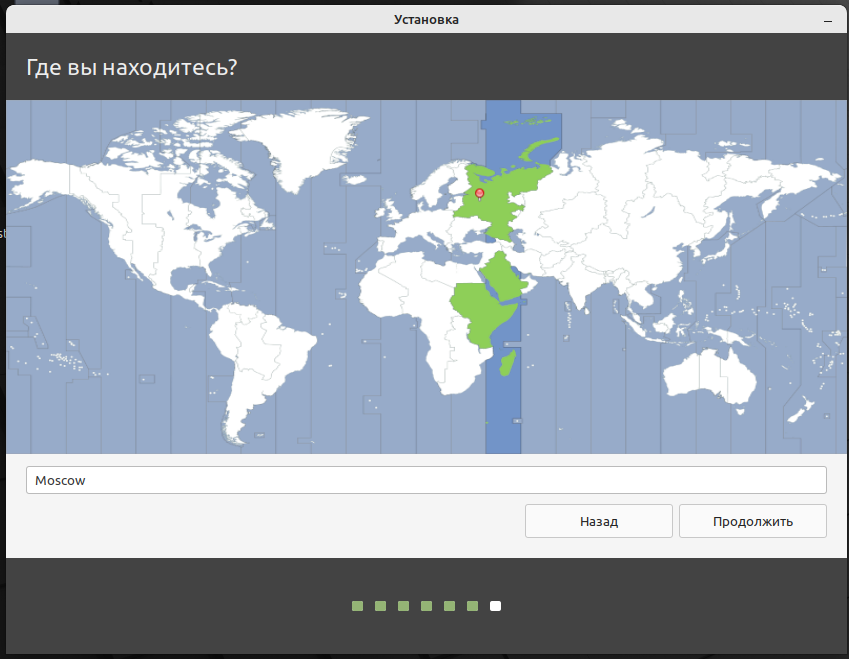 Установка
Где вы находитесь?
Moscow
Назад
Продолжить